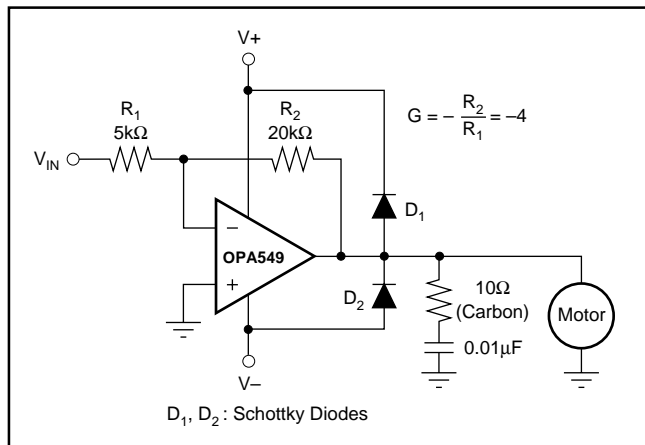 V+
R1
5kΩ
R2
20kΩ
G = – R2/R1 = –4
VIN
–
+
OPA549
D1
D2
10Ω
(Carbon)
0.01µF
Motor
V–
D1, D2 : Schottky Diodes